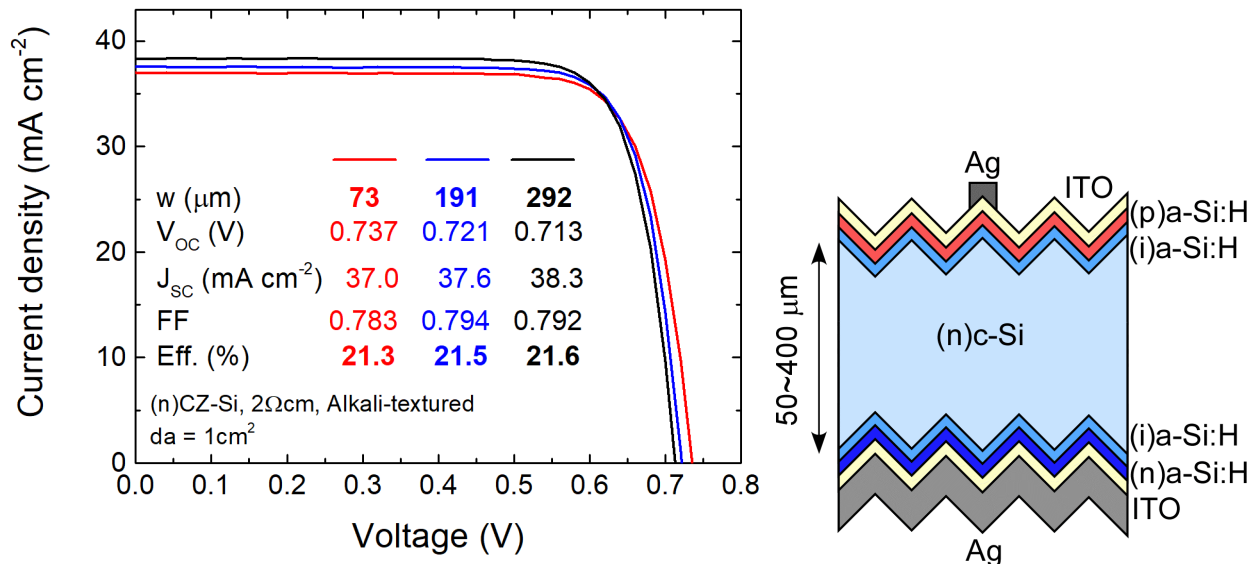 Current density (mA cm⁻²)
40
30
20
10
0
w (μm) 73 191 292
V_OC (V) 0.737 0.721 0.713
J_SC (mA cm⁻²) 37.0 37.6 38.3
FF 0.783 0.794 0.792
Eff. (%) 21.3 21.5 21.6
(n)CZ-Si, 2Ωcm, Alkali-textured
da = 1cm²
0.0 0.1 0.2 0.3 0.4 0.5 0.6 0.7 0.8
Voltage (V)
Ag
ITO
(p)a-Si:H
(i)a-Si:H
50~400 μm
(n)c-Si
(i)a-Si:H
(n)a-Si:H
ITO
Ag